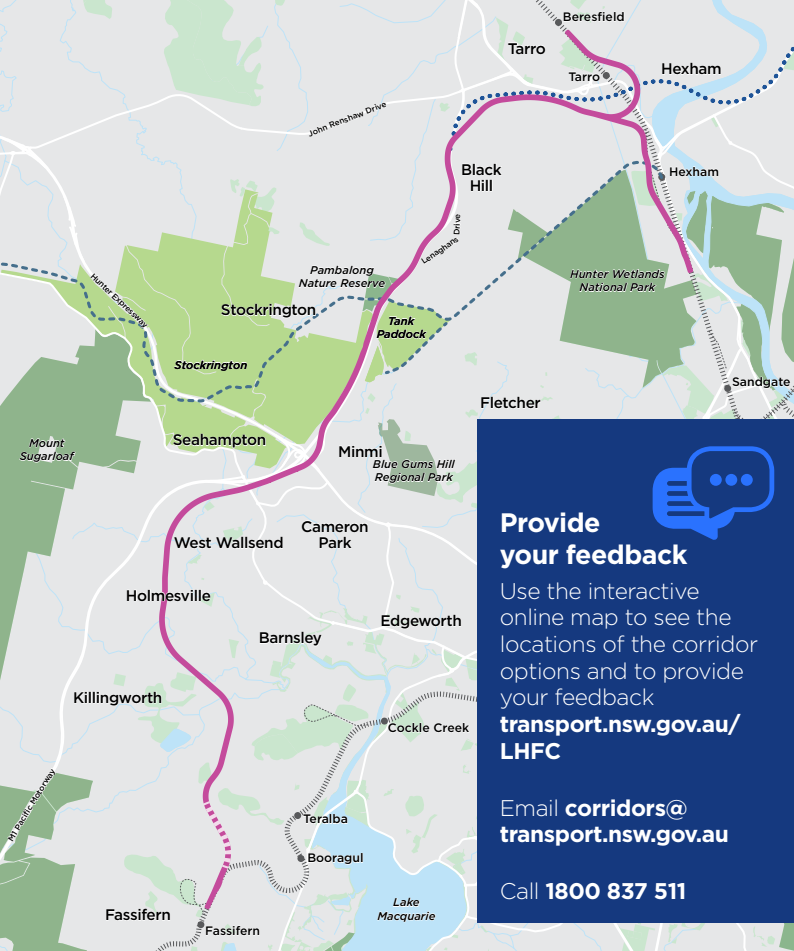 Beresfield
Tarro
Hexham
Tarro
John Renshaw Drive
Hexham
Black
Hill
Lenaghans Drive
Pambalong
Nature Reserve
Hunter Wetlands
National Park
Hunter Expressway
Stockrington
Tank
Paddock
Stockrington
Sandgate
Fletcher
Mount
Sugarloaf
Seahampton
Minmi
Blue Gums Hill
Regional Park
Cameron
Park
West Wallsend
Holmesville
Edgeworth
Barnsley
Killingworth
Cockle Creek
M1 Pacific Motorway
Teralba
Booragul
Lake
Macquarie
Fassifern
Fassifern
Provide
your feedback
Use the interactive
online map to see the
locations of the corridor
options and to provide
your feedback
transport.nsw.gov.au/
LHFC
Email corridors@
transport.nsw.gov.au
Call 1800 837 511